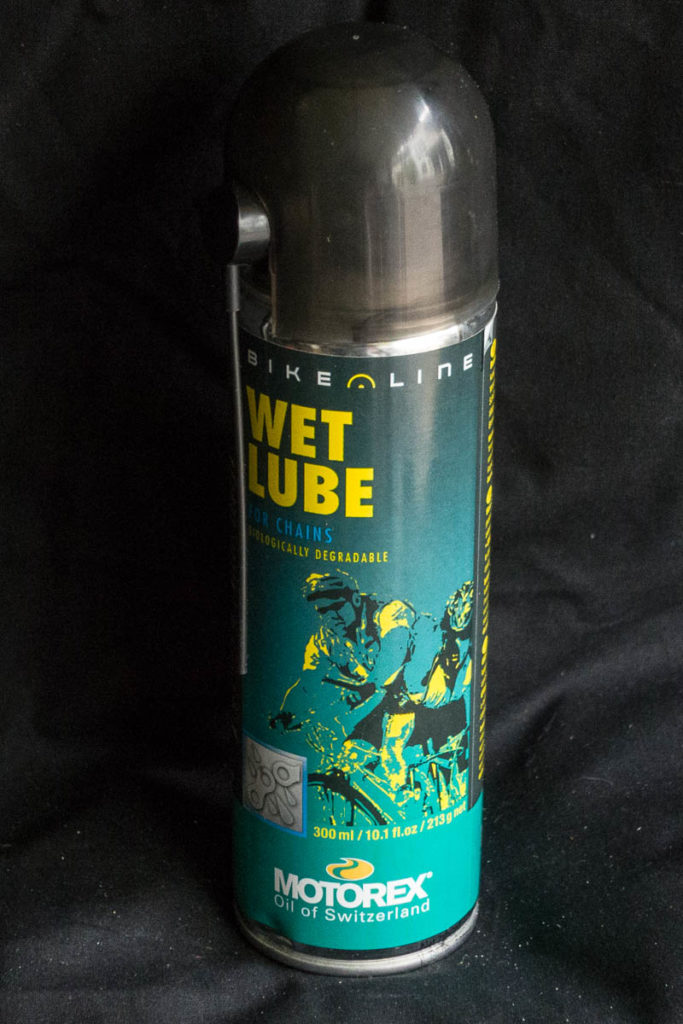 BIKE LINE
WET
LUBE
FOR CHAINS
BIOLOGICALLY DEGRADABLE
300 ml / 10.1 fl.oz / 213 g net
MOTOREX®
Oil of Switzerland